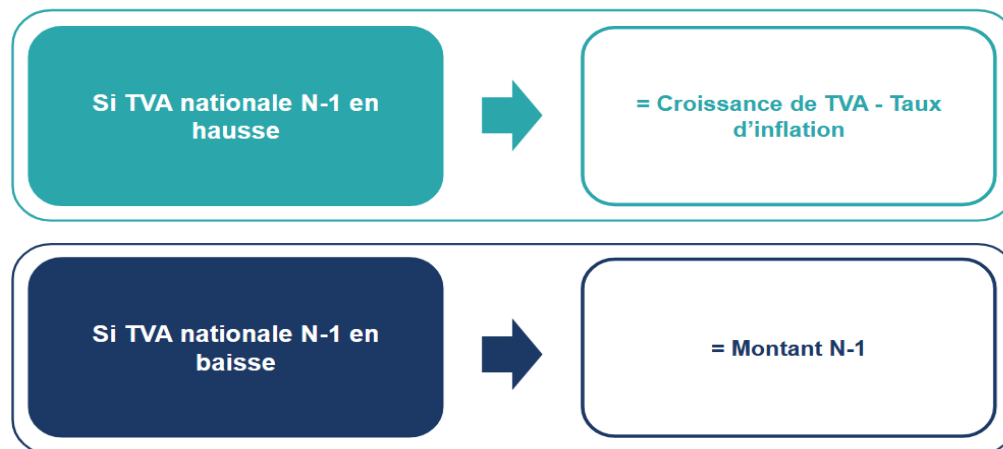 Si TVA nationale N-1 en
hausse
= Croissance de TVA - Taux
d'inflation
Si TVA nationale N-1 en
baisse
= Montant N-1